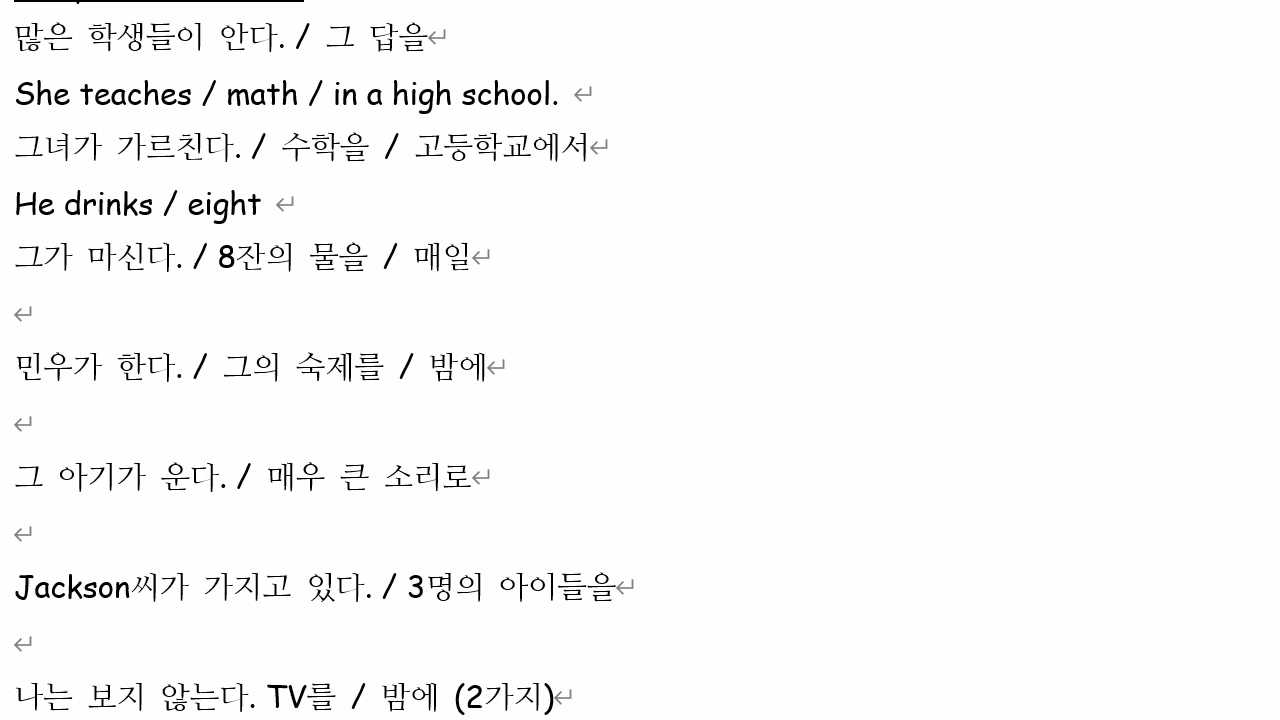 많은 학생들이 안다. / 그 답을↵
She teaches / math / in a high school. ↵
그녀가 가르친다. / 수학을 / 고등학교에서↵
He drinks / eight ↵
그가 마신다. / 8잔의 물을 / 매일↵
↵
민우가 한다. / 그의 숙제를 / 밤에↵
↵
그 아기가 운다. / 매우 큰 소리로↵
↵
Jackson씨가 가지고 있다. / 3명의 아이들을↵
↵
나는 보지 않는다. TV를 / 밤에 (2가지)↵